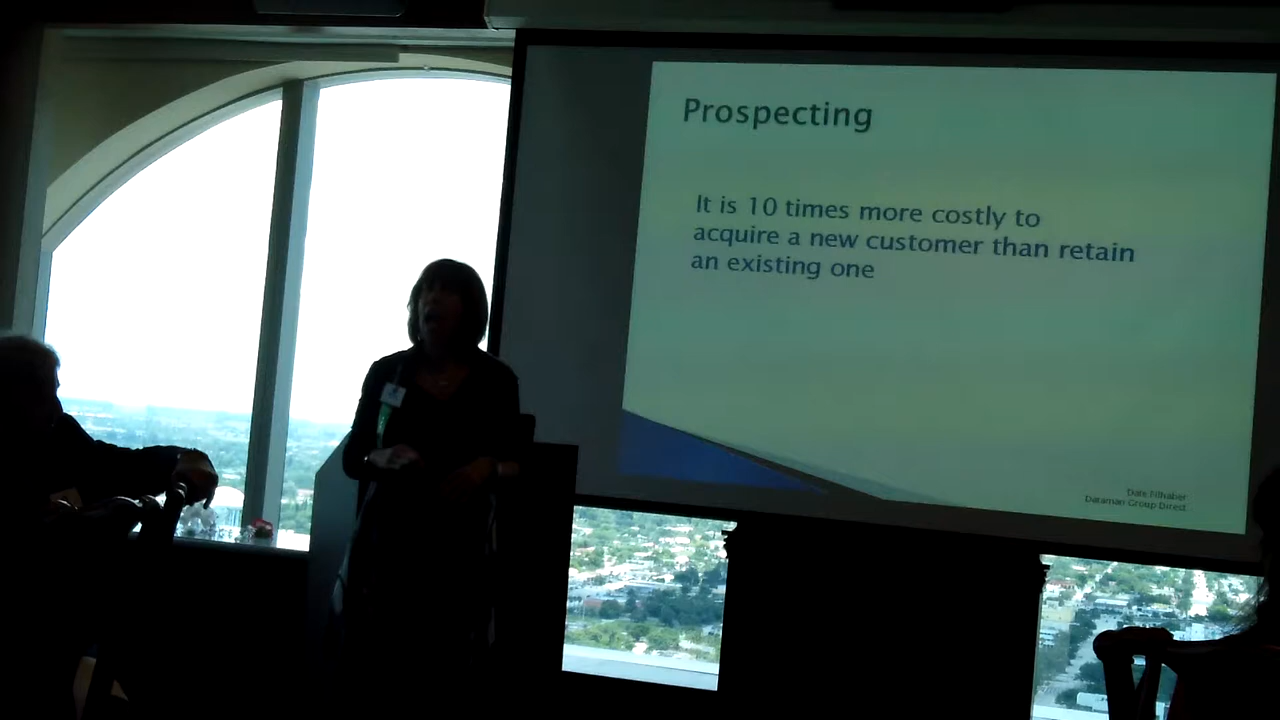 Prospecting
It is 10 times more costly to
acquire a new customer than retain
an existing one
Dale Filhaber
Dataman Group Direct